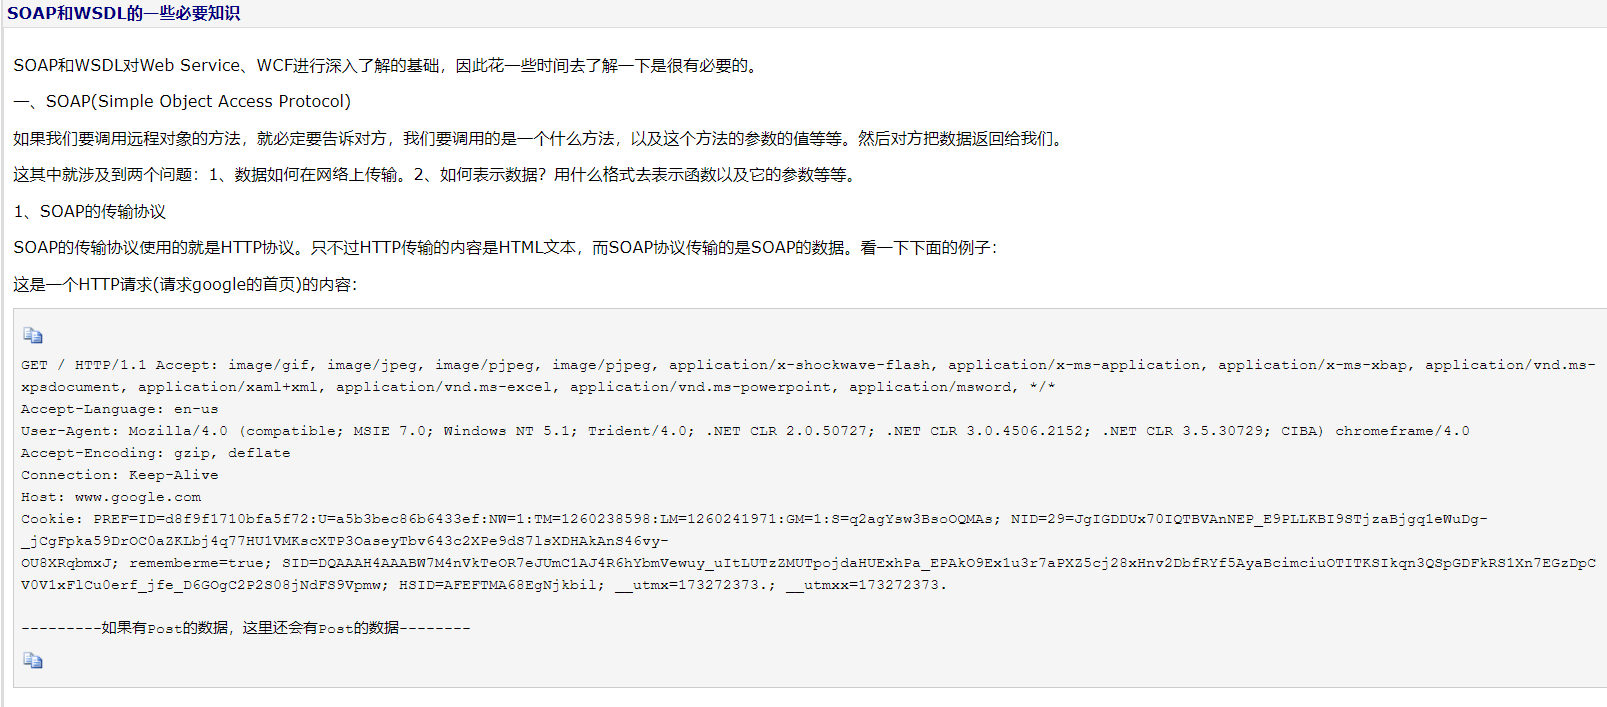 SOAP和WSDL的一些必要知识
SOAP和WSDL对Web Service、WCF进行深入了解的基础，因此花一些时间去了解一下是很有必要的。
一、SOAP(Simple Object Access Protocol)
如果我们要调用远程对象的方法，就必定要告诉对方，我们要调用的是一个什么方法，以及这个方法的参数的值等等。然后对方把数据返回给我们。
这其中就涉及到两个问题：1、数据如何在网络上传输。2、如何表示数据？用什么格式去表示函数以及它的参数等等。
1、SOAP的传输协议
SOAP的传输协议使用的就是HTTP协议。只不过HTTP传输的内容是HTML文本，而SOAP协议传输的是SOAP的数据。看一下下面的例子：
这是一个HTTP请求(请求google的首页)的内容：
GET / HTTP/1.1 Accept: image/gif, image/jpeg, image/pjpeg, image/pjpeg, application/x-shockwave-flash, application/x-ms-application, application/x-ms-xbap, application/vnd.ms-
xpsdocument, application/xaml+xml, application/vnd.ms-excel, application/vnd.ms-powerpoint, application/msword, */*
Accept-Language: en-us
User-Agent: Mozilla/4.0 (compatible; MSIE 7.0; Windows NT 5.1; Trident/4.0; .NET CLR 2.0.50727; .NET CLR 3.0.4506.2152; .NET CLR 3.5.30729; CIBA) chromeframe/4.0
Accept-Encoding: gzip, deflate
Connection: Keep-Alive
Host: www.google.com
Cookie: PREF=ID=d8f9f1710bfa5f72:U=a5b3bec86b6433ef:NW=1:TM=1260238598:LM=1260241971:GM=1:S=q2agYsw3BsoOQMAs; NID=29=JgIGDDUx70IQTBVAnNEP_E9PLLKBI9STjzaBjgq1eWuDg-
_jCgFpka59DrOC0aZKLbj4q77HU1VMKscXTP3OaseyTbv643c2XPe9dS7lsXDHAkAnS46vy-
OU8XRqbmxJ; rememberme=true; SID=DQAAAH4AAABW7M4nVkTeOR7eJUmC1AJ4R6hYbmVewuy_uItLUTzZMUTpojdaHUExhPa_EPAkO9Ex1u3r7aPXZ5cj28xHnv2DbfRYf5AyaBcimciuOTITKSIkqn3QSpGDFkRS1Xn7EGzDpC
V0V1xFlCu0erf_jfe_D6GOgC2P2S08jNdFS9Vpmw; HSID=AFEFTMA68EgNjkbil; __utmx=173272373.; __utmxx=173272373.
---------如果有Post的数据，这里还会有Post的数据--------